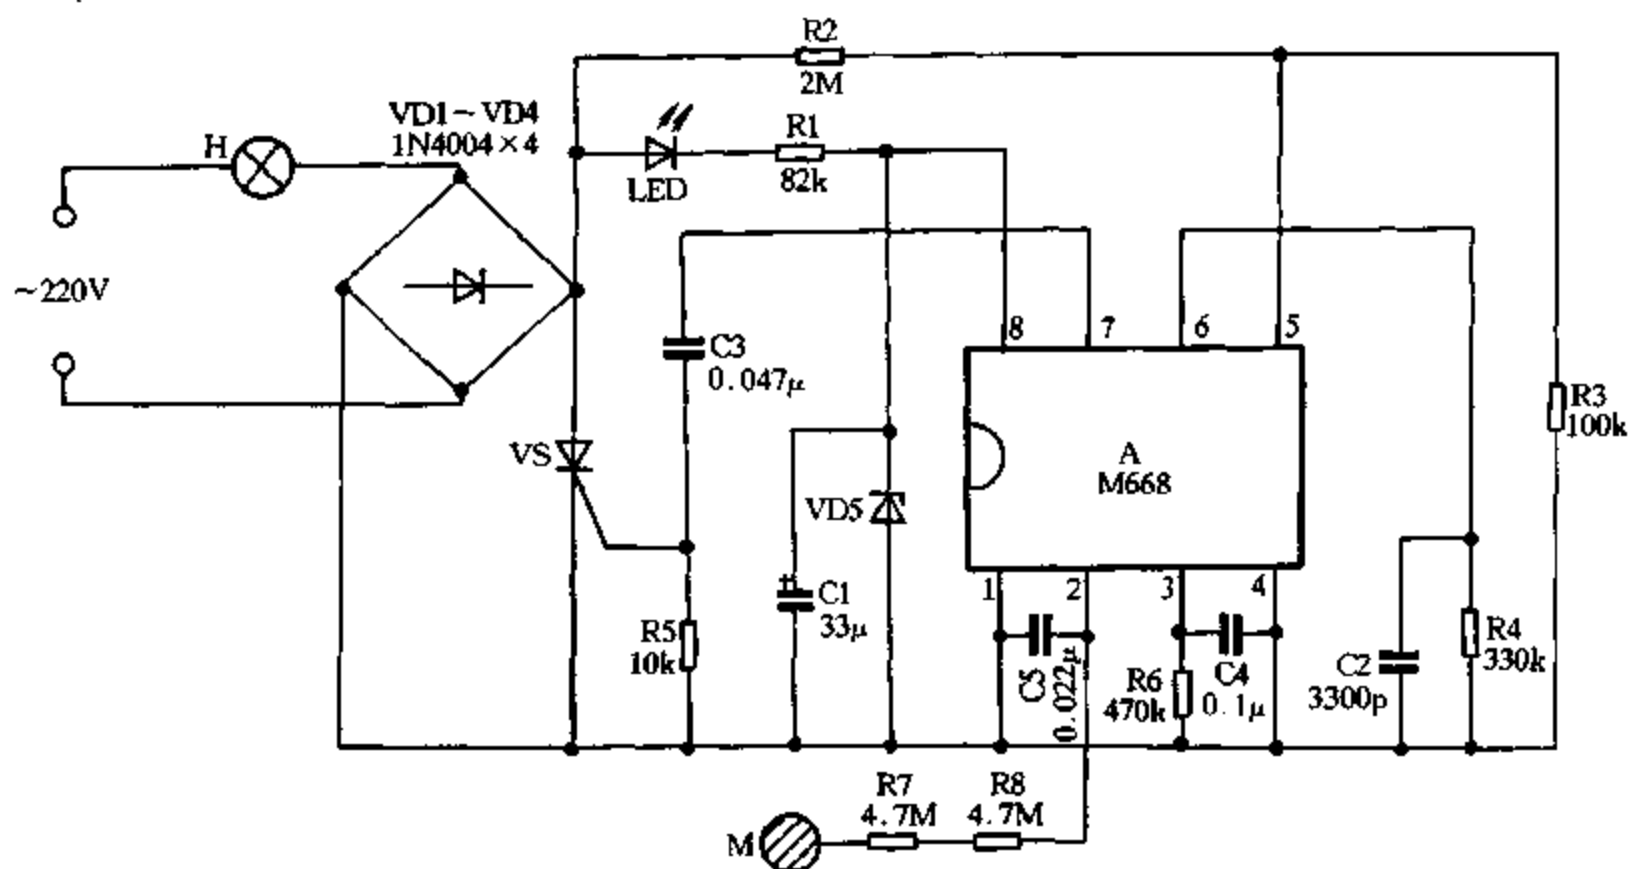 R2
2M
VD1～VD4
1N4004×4
H
LED
R1
82k
～220V
8
7
6
5
C3
0.047μ
R3
100k
VS
A
M668
VD5
1
2
3
4
+
C1
33μ
R5
10k
C5
0.022μ
R6
470k
C4
0.1μ
C2
3300p
R4
330k
R7
4.7M
R8
4.7M
M